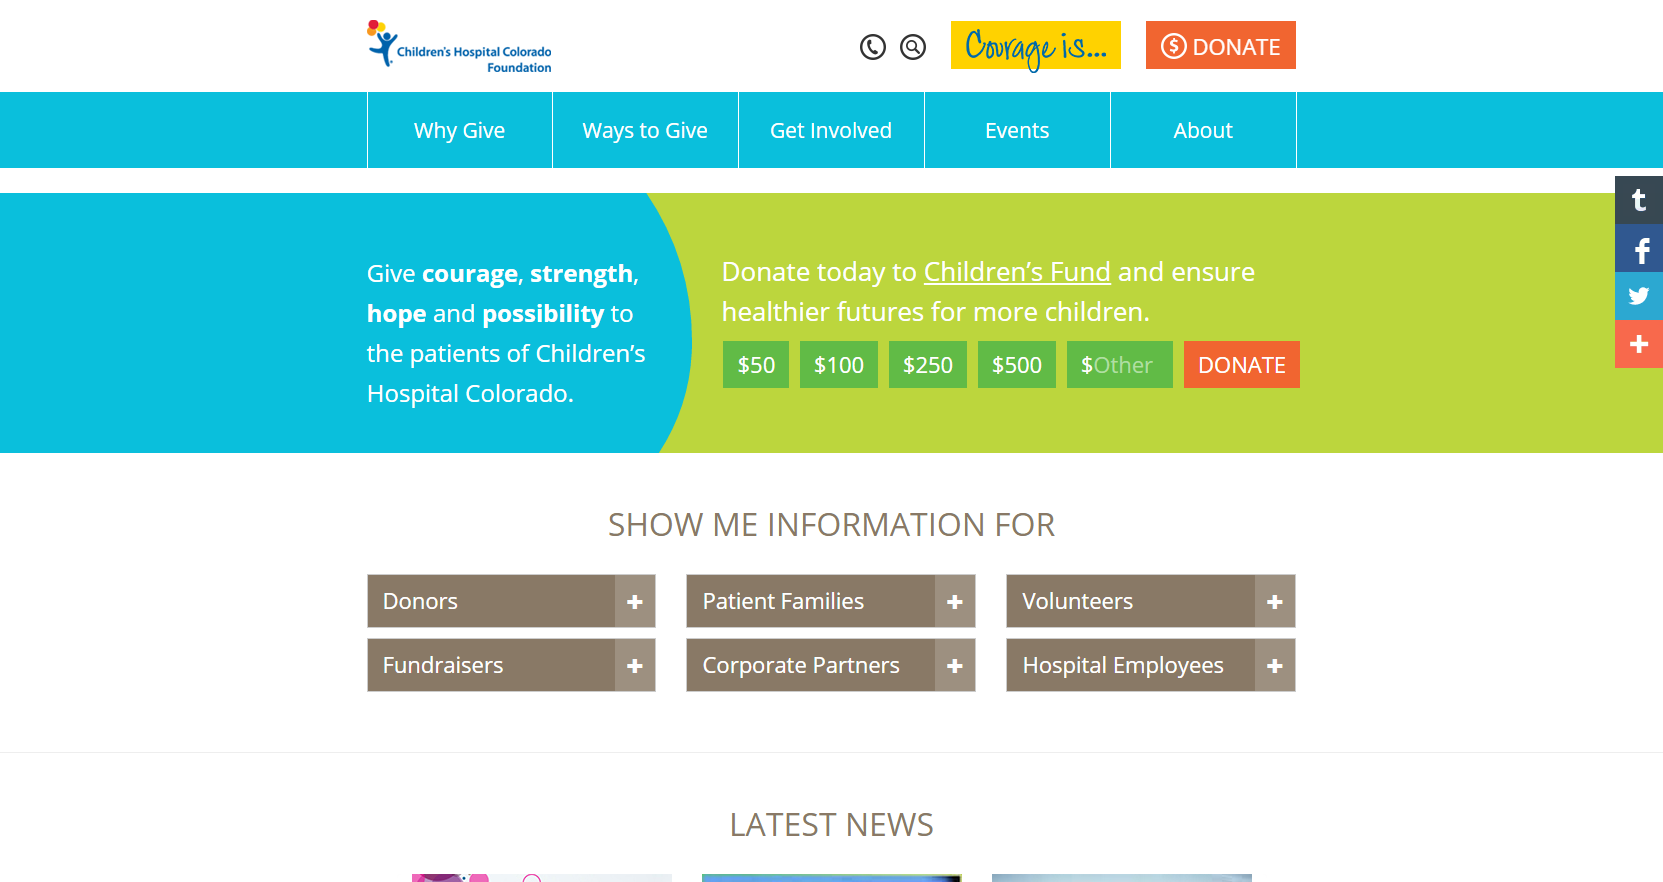 Children's Hospital Colorado
Foundation
Courage is...
$ DONATE
Why Give
Ways to Give
Get Involved
Events
About
Give courage, strength,
hope and possibility to
the patients of Children’s
Hospital Colorado.
Donate today to Children’s Fund and ensure
healthier futures for more children.
$50 $100 $250 $500 $Other DONATE
t
f
SHOW ME INFORMATION FOR
Donors
Patient Families
Volunteers
Fundraisers
Corporate Partners
Hospital Employees
LATEST NEWS